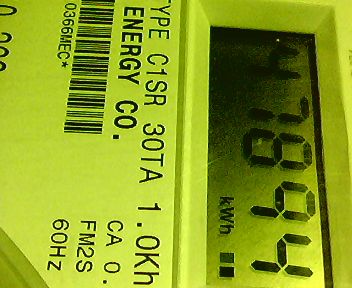 47894
kWh
TYPE C1SR 30TA 1.0Kh
ENERGY CO.
CA 0.
FM2S
60HZ
0366MEC*